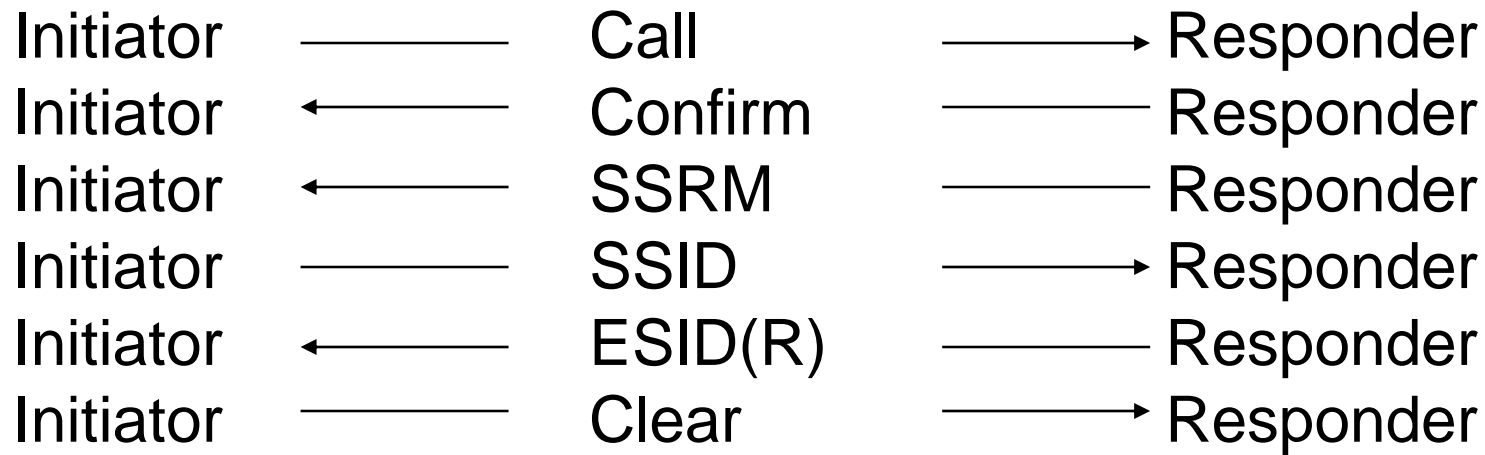 Initiator Call Responder
Initiator Confirm Responder
Initiator SSRM Responder
Initiator SSID Responder
Initiator ESID(R) Responder
Initiator Clear Responder